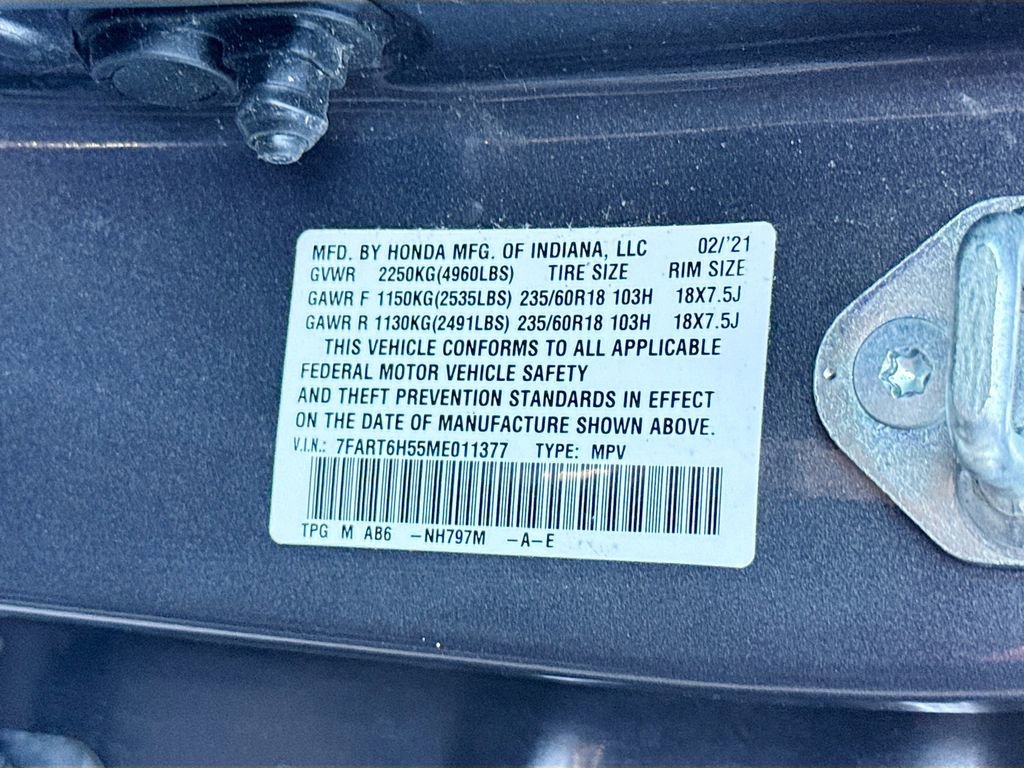 MFD. BY HONDA MFG. OF INDIANA, LLC 02/'21
GVWR 2250KG(4960LBS) TIRE SIZE RIM SIZE
GAWR F 1150KG(2535LBS) 235/60R18 103H 18X7.5J
GAWR R 1130KG(2491LBS) 235/60R18 103H 18X7.5J
THIS VEHICLE CONFORMS TO ALL APPLICABLE
FEDERAL MOTOR VEHICLE SAFETY
AND THEFT PREVENTION STANDARDS IN EFFECT
ON THE DATE OF MANUFACTURE SHOWN ABOVE.
V.I.N.: 7FART6H55ME011377 TYPE: MPV
TPG M AB6 -NH797M -A-E